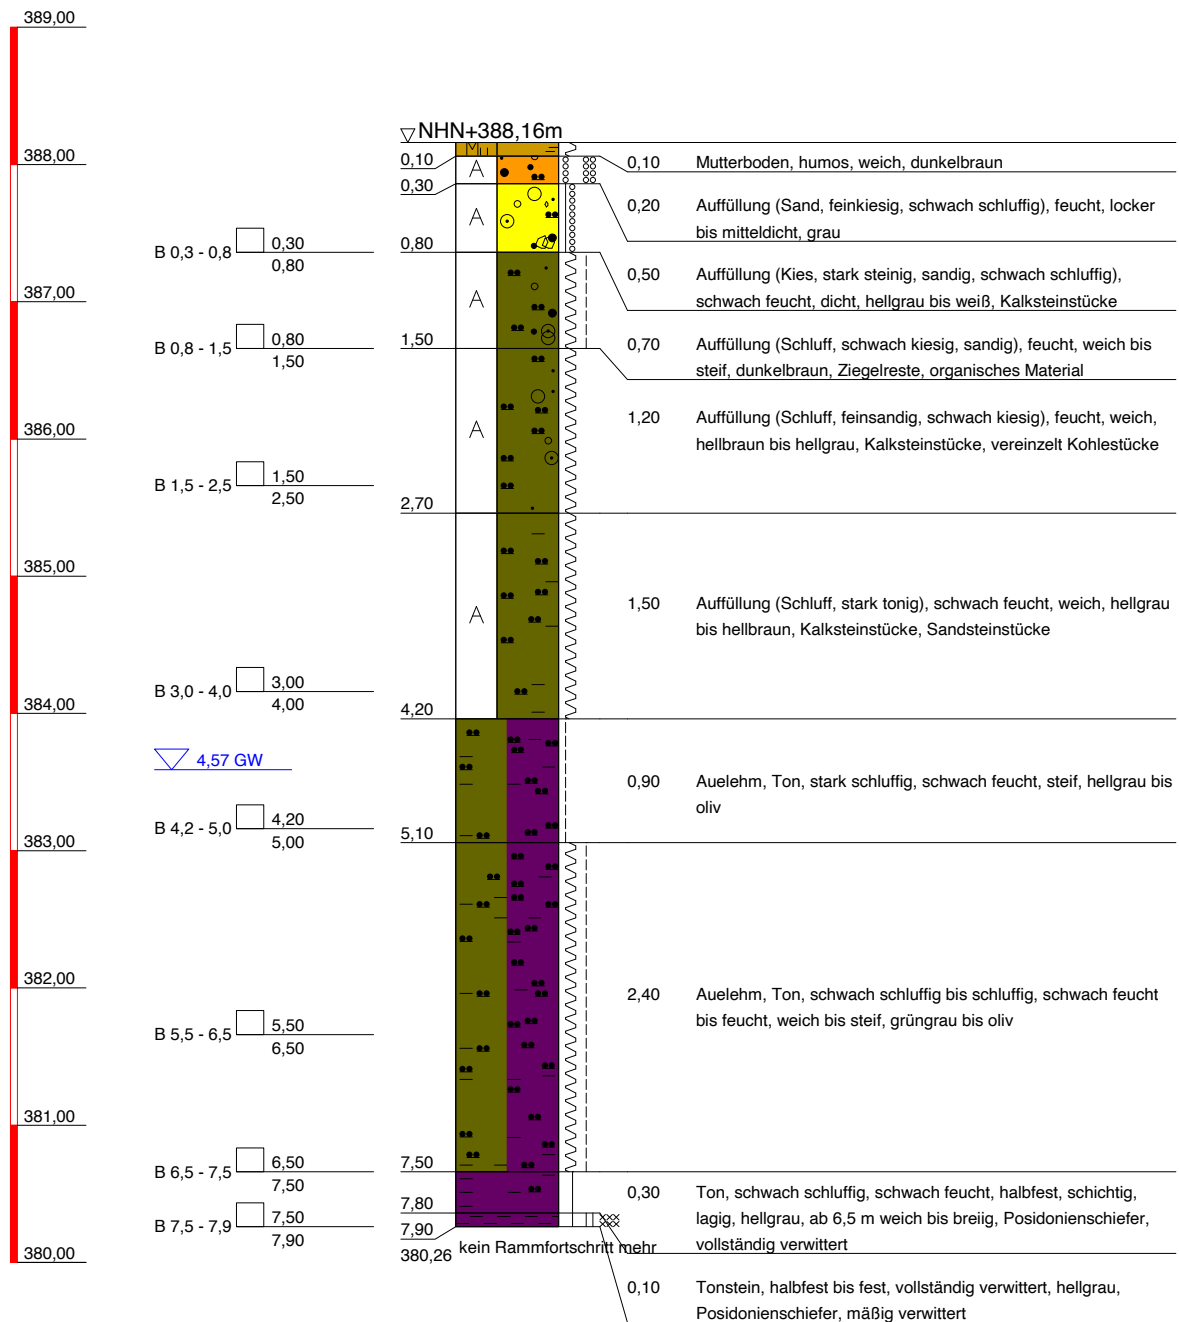 389,00
NHN+388,16m
388,00
0,10
A
0,10 Mutterboden, humos, weich, dunkelbraun
0,30
A
0,20 Auffüllung (Sand, feinkiesig, schwach schluffig), feucht, locker
bis mitteldicht, grau
B 0,3 - 0,8 0,30
0,80
0,80
0,50 Auffüllung (Kies, stark steinig, sandig, schwach schluffig),
schwach feucht, dicht, hellgrau bis weiß, Kalksteinstücke
387,00
A
B 0,8 - 1,5 0,80
1,50
1,50
0,70 Auffüllung (Schluff, schwach kiesig, sandig), feucht, weich bis
steif, dunkelbraun, Ziegelreste, organisches Material
386,00
A
1,20 Auffüllung (Schluff, feinsandig, schwach kiesig), feucht, weich,
hellbraun bis hellgrau, Kalksteinstücke, vereinzelt Kohlestücke
B 1,5 - 2,5 1,50
2,50
2,70
385,00
A
1,50 Auffüllung (Schluff, stark tonig), schwach feucht, weich, hellgrau
bis hellbraun, Kalksteinstücke, Sandsteinstücke
B 3,0 - 4,0 3,00
4,00
384,00
4,20
4,57 GW
0,90 Auelehm, Ton, stark schluffig, schwach feucht, steif, hellgrau bis
oliv
B 4,2 - 5,0 4,20
5,00
5,10
383,00
382,00
2,40 Auelehm, Ton, schwach schluffig bis schluffig, schwach feucht
bis feucht, weich bis steif, grüngrau bis oliv
B 5,5 - 6,5 5,50
6,50
381,00
B 6,5 - 7,5 6,50
7,50
7,50
0,30 Ton, schwach schluffig, schwach feucht, halbfest, schichtig,
lagig, hellgrau, ab 6,5 m weich bis breiig, Posidonienschiefer,
vollständig verwittert
7,80
B 7,5 - 7,9 7,50
7,90
7,90
380,00
380,26 kein Rammfortschritt mehr
0,10 Tonstein, halbfest bis fest, vollständig verwittert, hellgrau,
Posidonienschiefer, mäßig verwittert